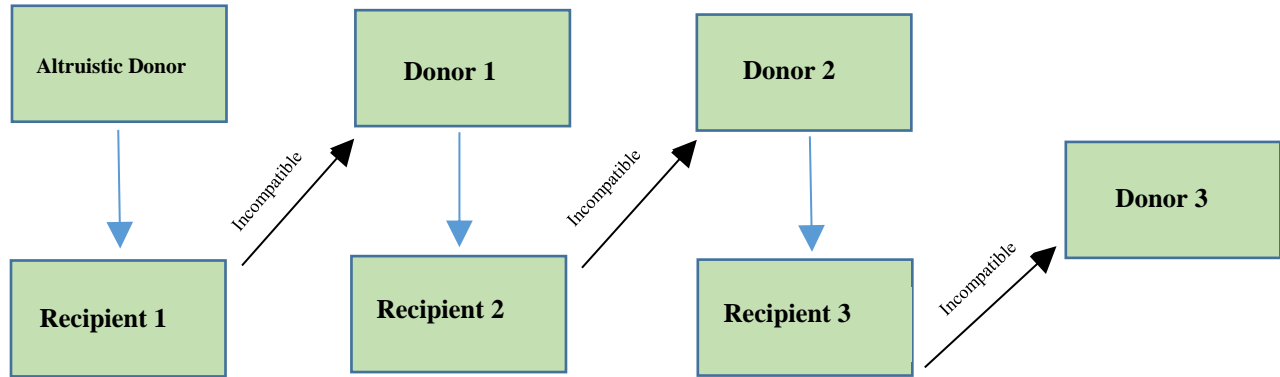 Altruistic Donor
Donor 1
Donor 2
Donor 3
Incompatible
Incompatible
Incompatible
Recipient 1
Recipient 2
Recipient 3